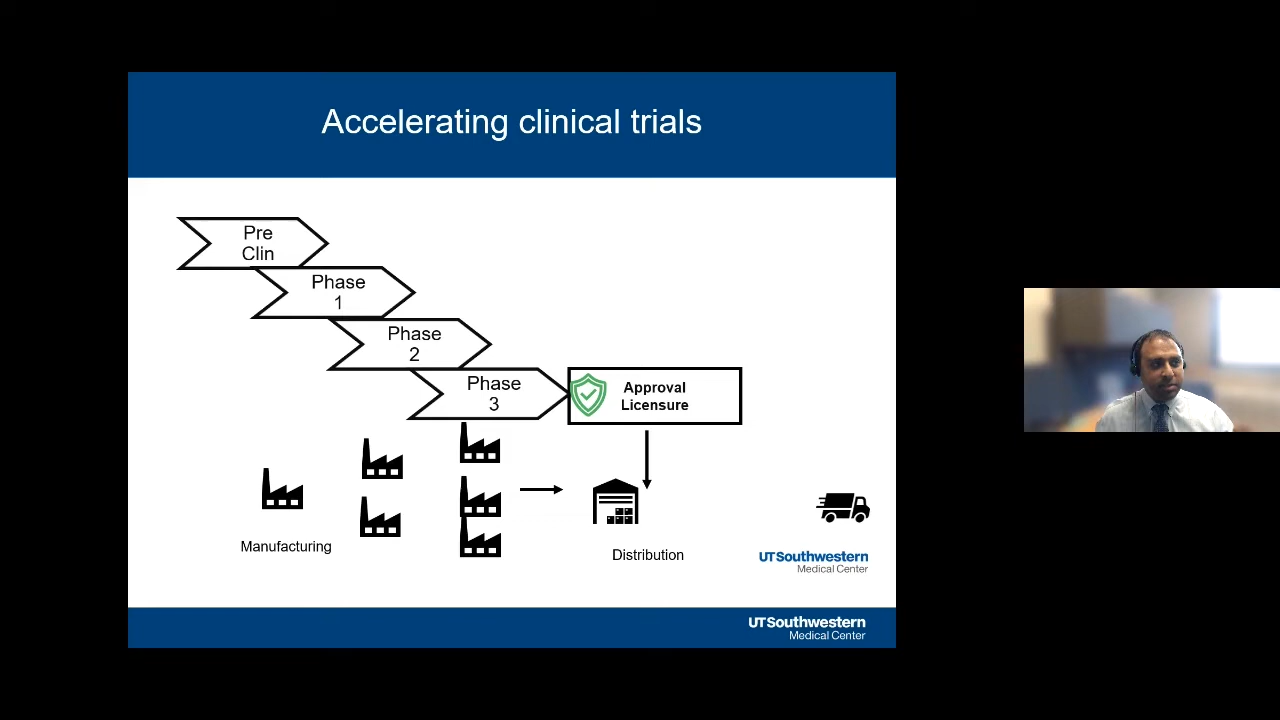 Accelerating clinical trials
Pre
Clin
Phase
1
Phase
2
Phase
3
Approval
Licensure
Manufacturing
Distribution
UTSouthwestern
Medical Center
UTSouthwestern
Medical Center